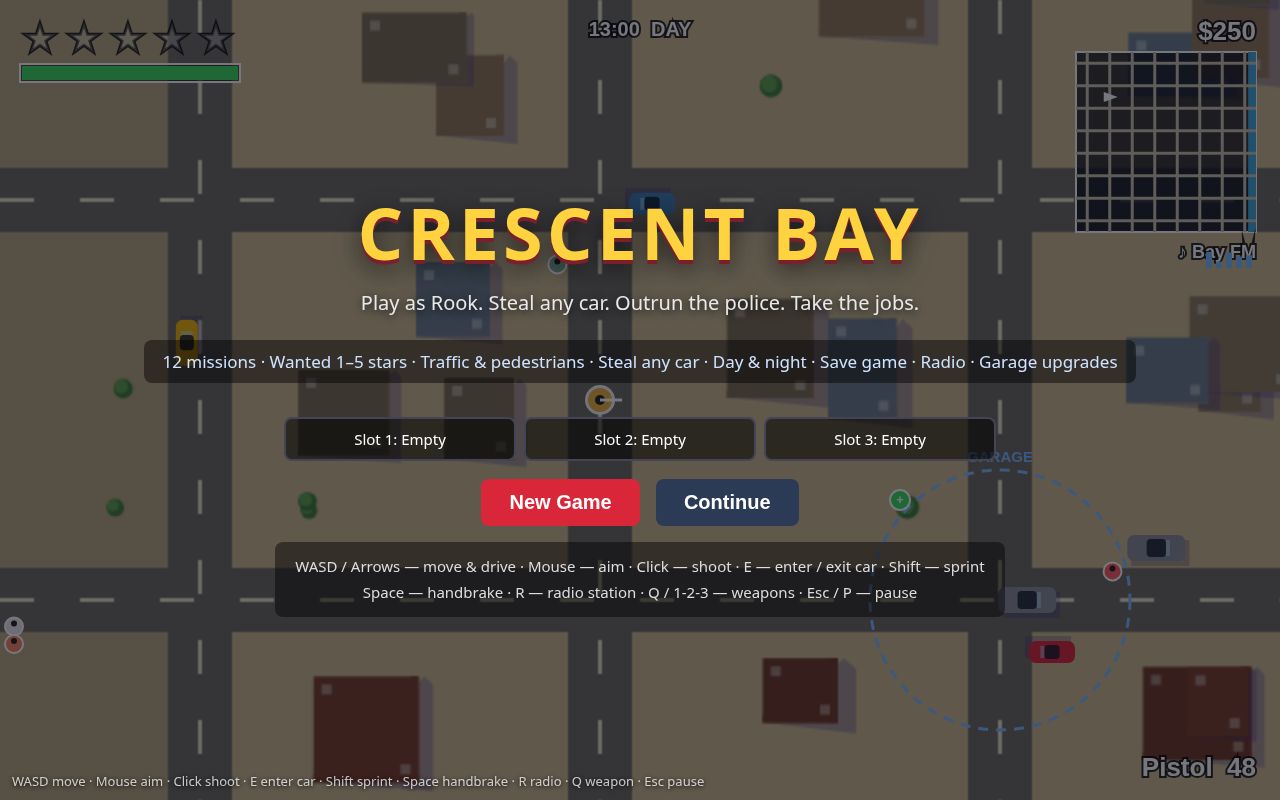 13:00 DAY
$250
♪ Bay FM
CRESCENT BAY
Play as Rook. Steal any car. Outrun the police. Take the jobs.
12 missions · Wanted 1–5 stars · Traffic & pedestrians · Steal any car · Day & night · Save game · Radio · Garage upgrades
Slot 1: Empty
Slot 2: Empty
Slot 3: Empty
GARAGE
New Game
Continue
WASD / Arrows — move & drive · Mouse — aim · Click — shoot · E — enter / exit car · Shift — sprint
Space — handbrake · R — radio station · Q / 1-2-3 — weapons · Esc / P — pause
Pistol 48
WASD move · Mouse aim · Click shoot · E enter car · Shift sprint · Space handbrake · R radio · Q weapon · Esc pause